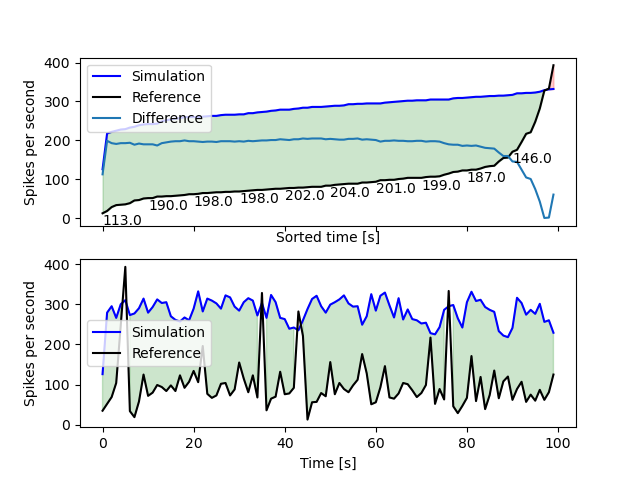 400
300
200
100
0
Spikes per second
Simulation
Reference
Difference
113.0
190.0
198.0
198.0
202.0
204.0
201.0
199.0
187.0
146.0
Sorted time [s]
400
300
200
100
0
Spikes per second
Simulation
Reference
0 20 40 60 80 100
Time [s]